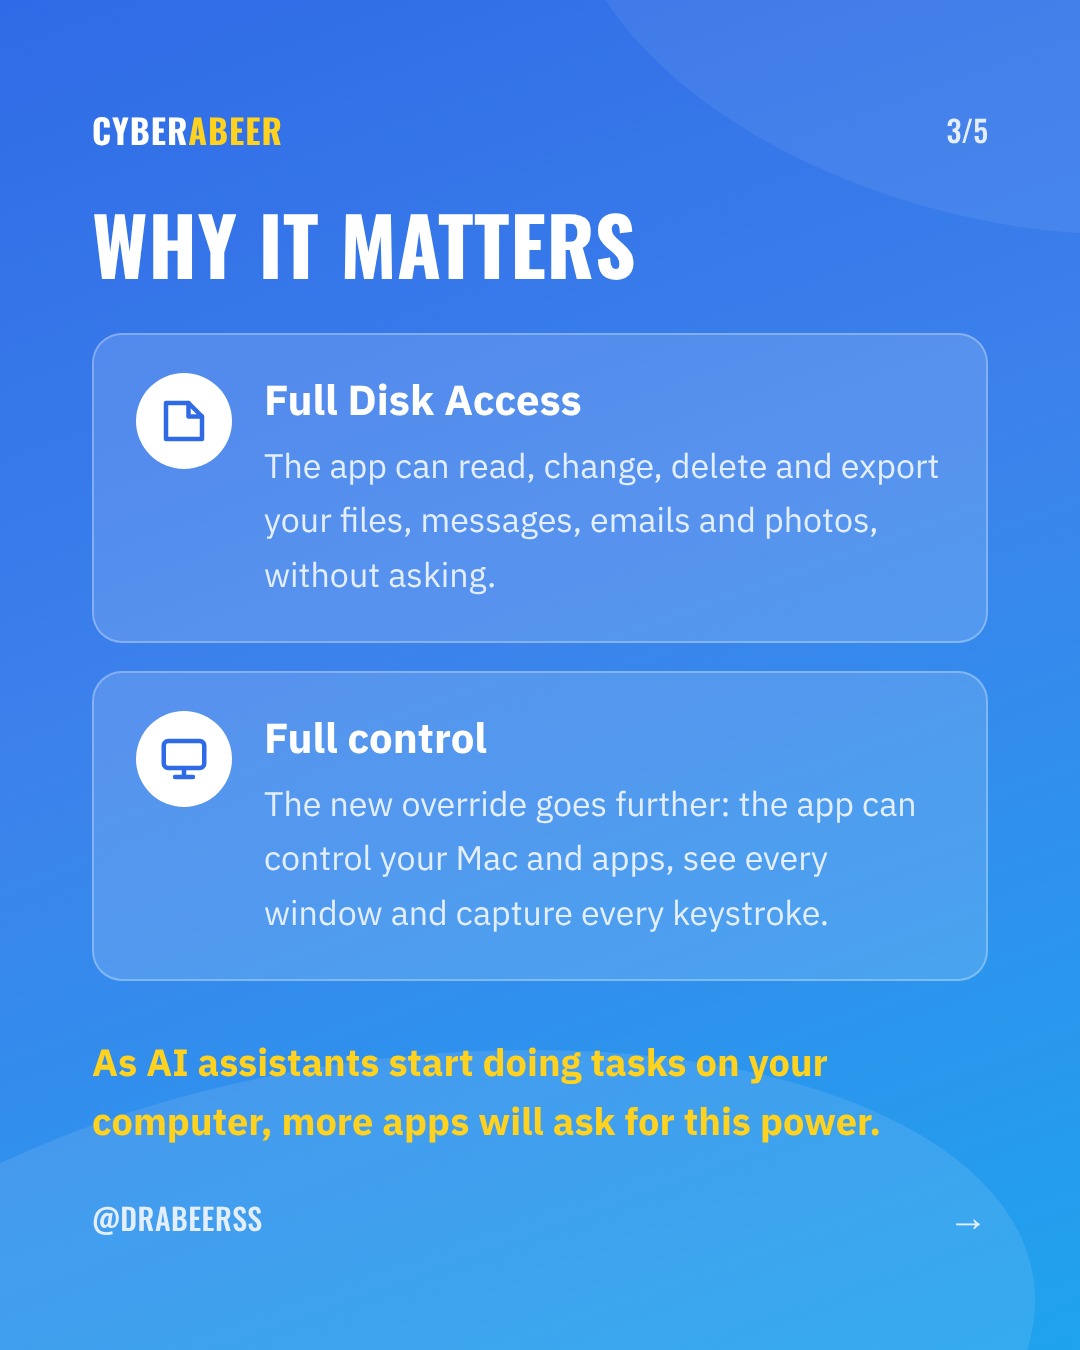 CYBERABEER
3/5
WHY IT MATTERS
Full Disk Access
The app can read, change, delete and export
your files, messages, emails and photos,
without asking.
Full control
The new override goes further: the app can
control your Mac and apps, see every
window and capture every keystroke.
As AI assistants start doing tasks on your
computer, more apps will ask for this power.
@DRABEERSS
→